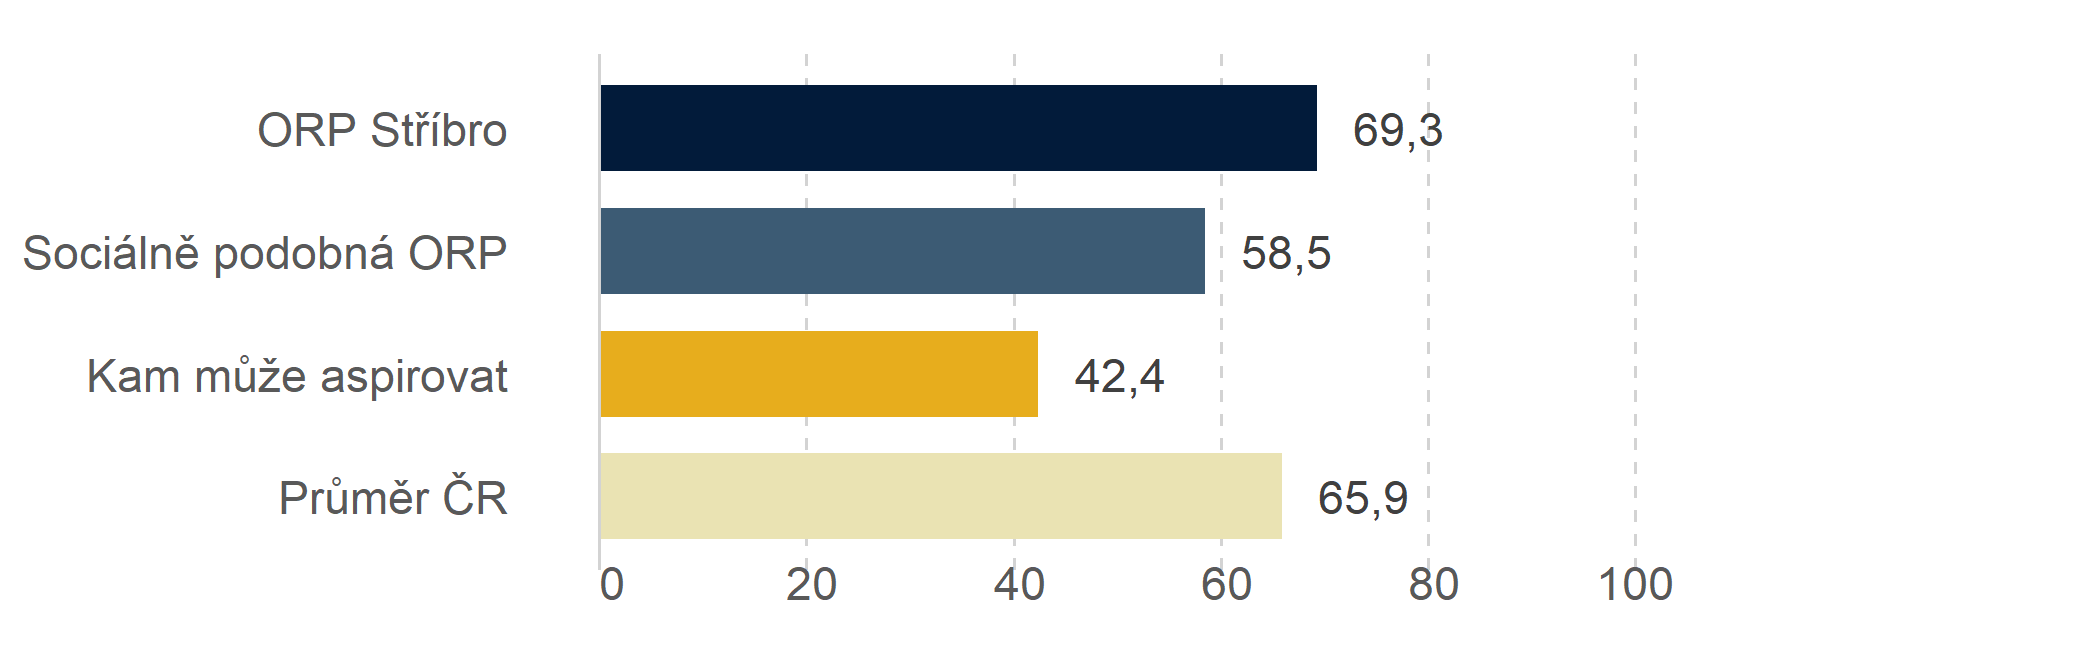 ORP Stříbro
69,3
Sociálně podobná ORP
58,5
Kam může aspirovat
42,4
Průměr ČR
65,9
0 20 40 60 80 100